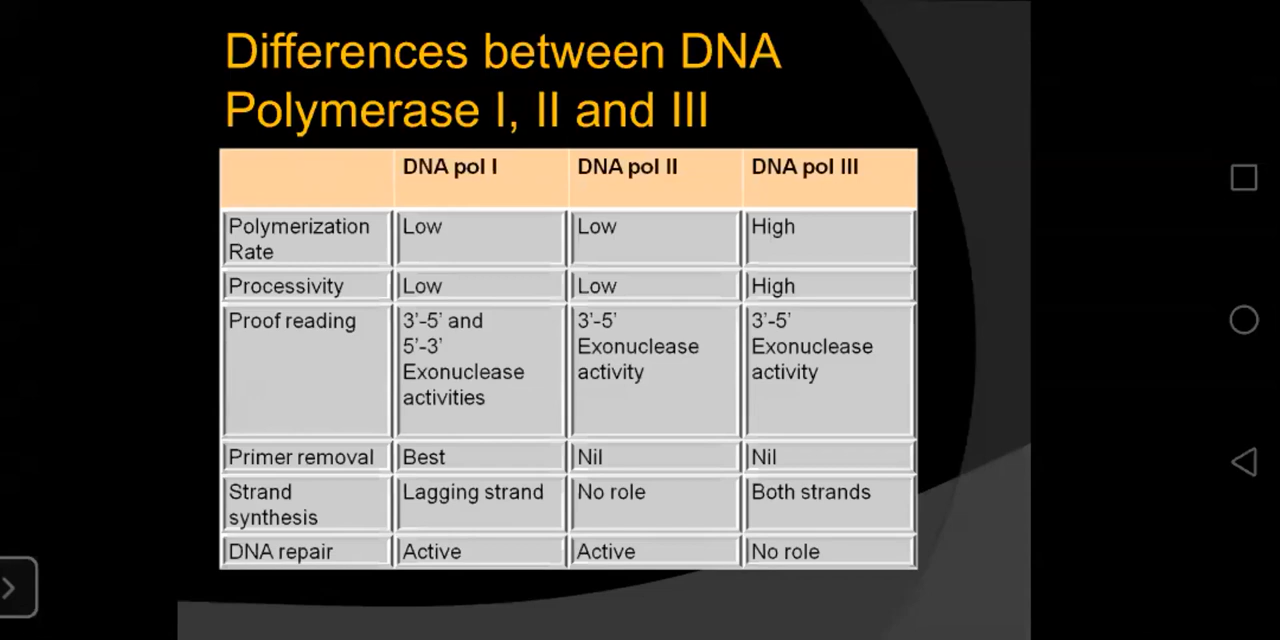 Differences between DNA
Polymerase I, II and III
DNA pol I
DNA pol II
DNA pol III
Polymerization
Rate
Low
Low
High
Processivity
Low
Low
High
Proof reading
3’-5’ and
5’-3’
Exonuclease
activities
3’-5’
Exonuclease
activity
3’-5’
Exonuclease
activity
Primer removal
Best
Nil
Nil
Strand
synthesis
Lagging strand
No role
Both strands
DNA repair
Active
Active
No role